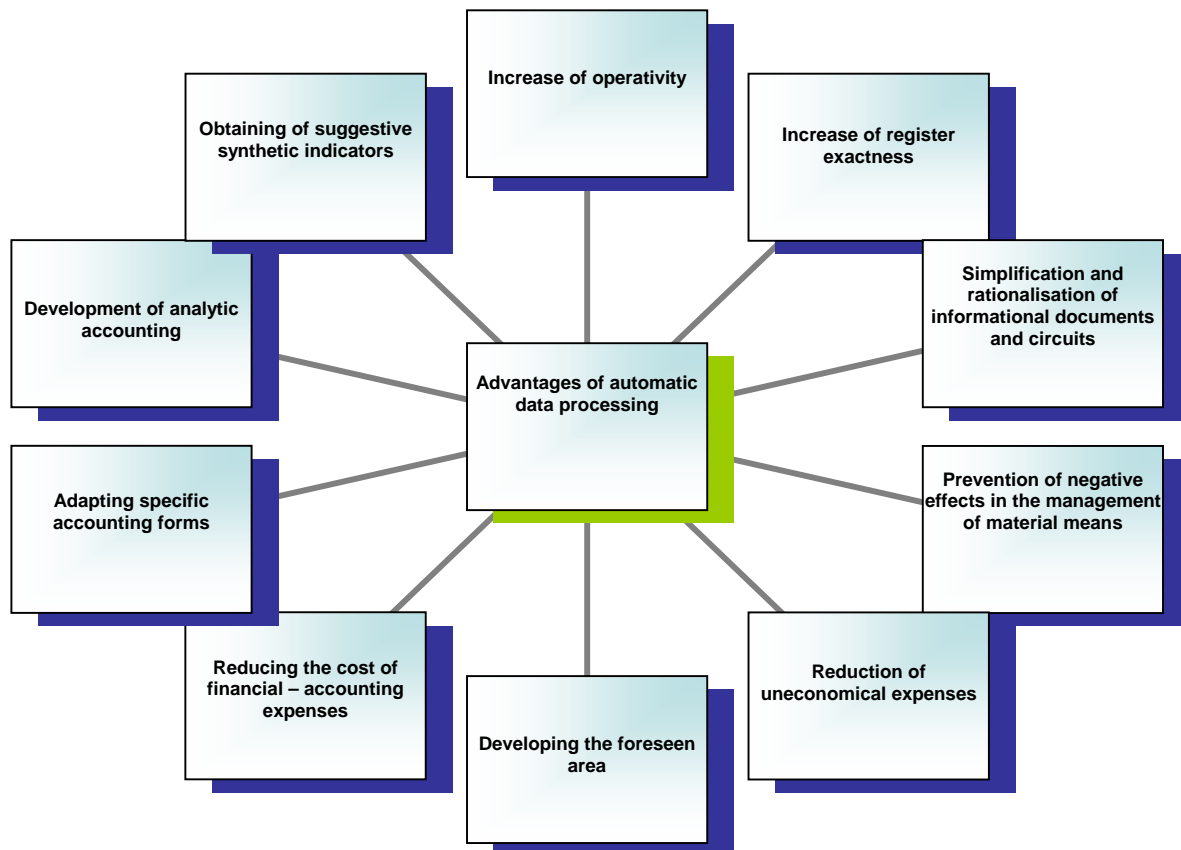 Increase of operativity
Obtaining of suggestive
synthetic indicators
Increase of register
exactness
Development of analytic
accounting
Simplification and
rationalisation of
informational documents
and circuits
Advantages of automatic
data processing
Adapting specific
accounting forms
Prevention of negative
effects in the management
of material means
Reducing the cost of
financial – accounting
expenses
Reduction of
uneconomical expenses
Developing the foreseen
area